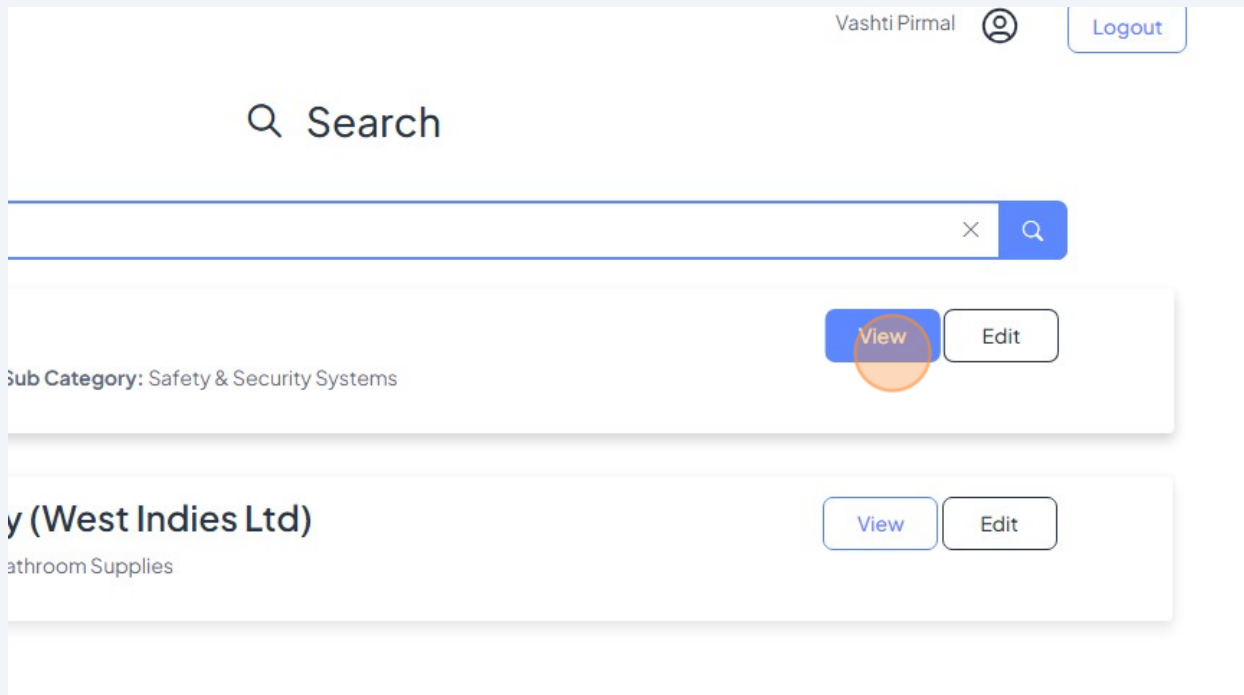 Vashti Pirmal Logout
Search
View Edit
Sub Category: Safety & Security Systems
y (West Indies Ltd) View Edit
athroom Supplies